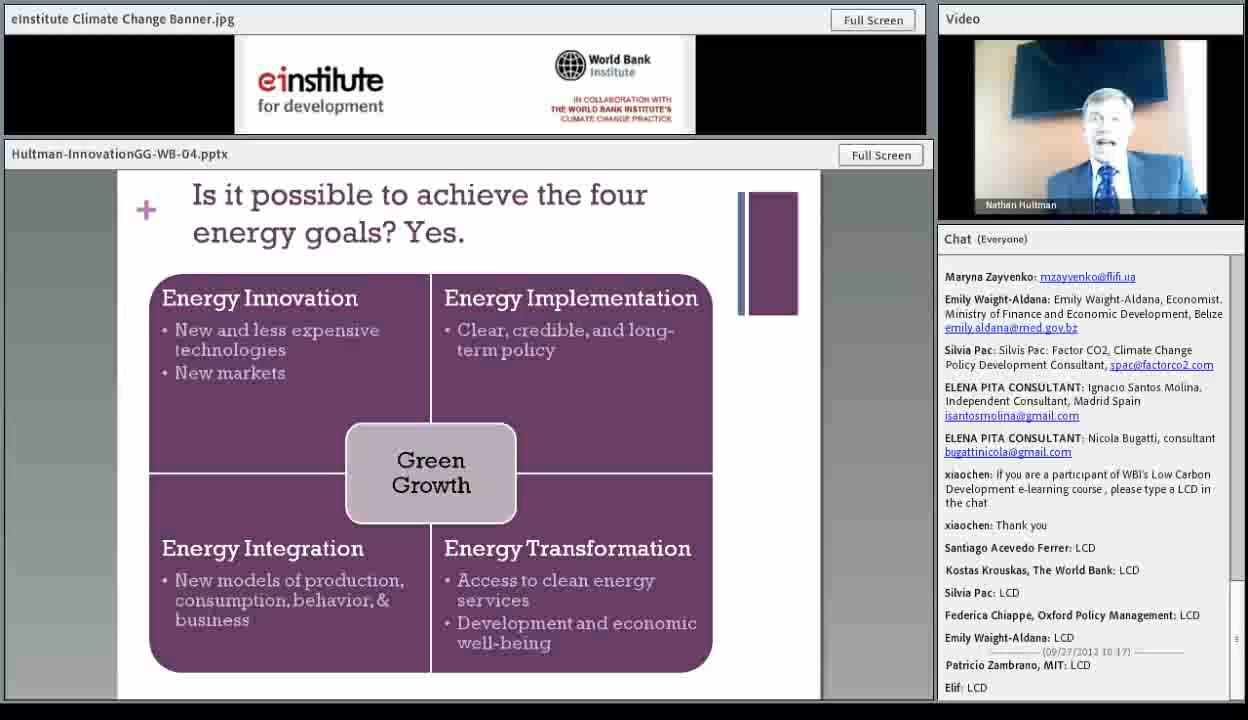 eInstitute Climate Change Banner.jpg
Full Screen
einstitute
for development
World Bank
Institute
IN COLLABORATION WITH
THE WORLD BANK INSTITUTE'S
CLIMATE CHANGE PRACTICE
Hultman-InnovationGG-WB-04.pptx
Full Screen
+
Is it possible to achieve the four
energy goals? Yes.
Energy Innovation
• New and less expensive
technologies
• New markets
Energy Implementation
• Clear, credible, and long-
term policy
Green
Growth
Energy Integration
• New models of production,
consumption, behavior, &
business
Energy Transformation
• Access to clean energy
services
• Development and economic
well-being
Video
Nathan Hultman
Chat (Everyone)
Maryna Zayvenko: mzayvenko@flifi.ua
Emily Waight-Aldana: Emily Waight-Aldana, Economist,
Ministry of Finance and Economic Development, Belize
emily.aldana@med.gov.bz
Silvia Pac: Silvis Pac: Factor CO2, Climate Change
Policy Development Consultant, spac@factorco2.com
ELENA PITA CONSULTANT: Ignacio Santos Molina,
Independent Consultant, Madrid Spain
isantosmolina@gmail.com
ELENA PITA CONSULTANT: Nicola Bugatti, consultant
bugattinicola@gmail.com
xiaochen: If you are a participant of WBI's Low Carbon
Development e-learning course , please type a LCD in
the chat
xiaochen: Thank you
Santiago Acevedo Ferrer: LCD
Kostas Krouskas, The World Bank: LCD
Silvia Pac: LCD
Federica Chiappe, Oxford Policy Management: LCD
Emily Waight-Aldana: LCD
(09/27/2012 10:17)
Patricio Zambrano, MIT: LCD
Elif: LCD